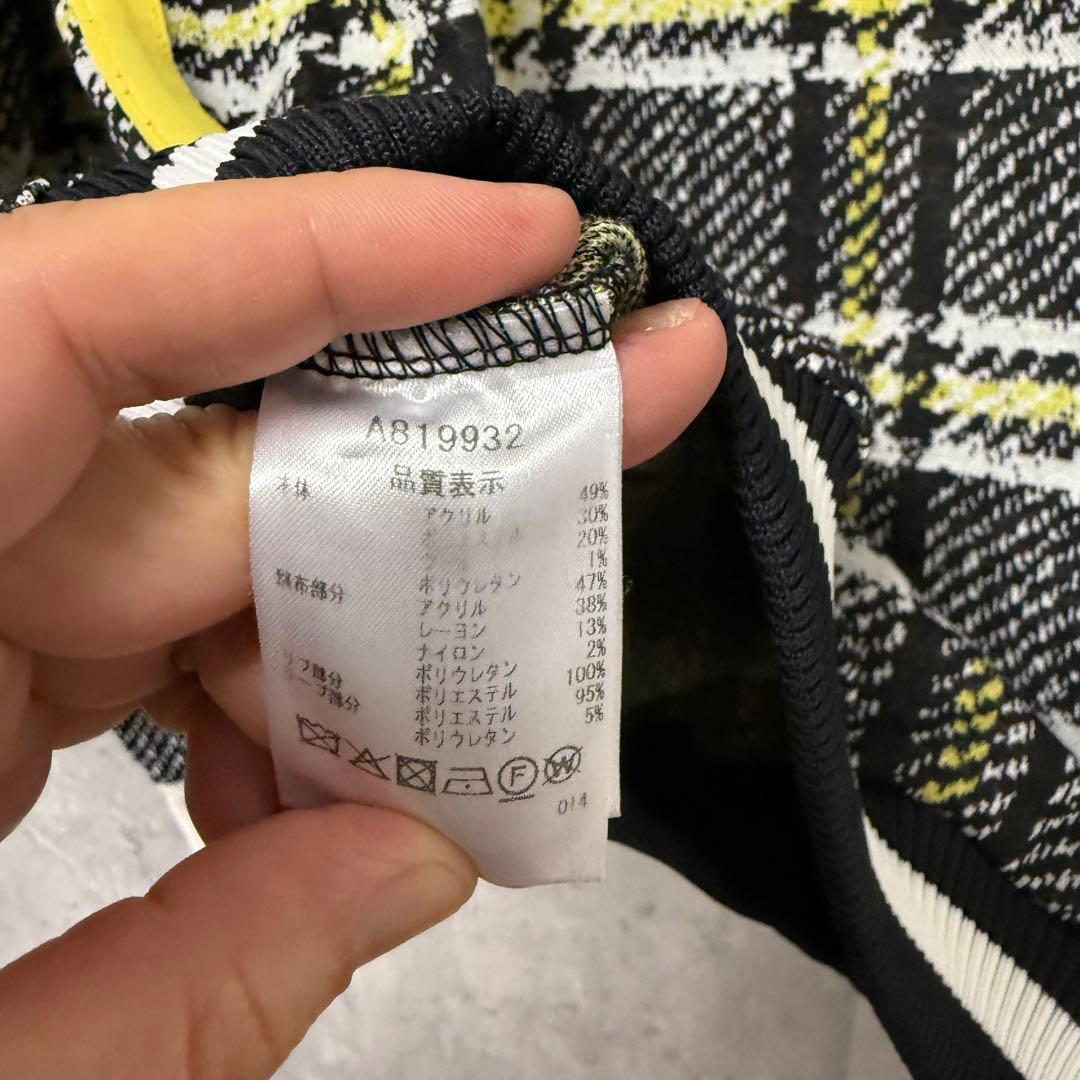 A819932
品質表示
本体 アクリル 49%
30%
20%
ポリウレタン 1%
別布部分 アクリル 47%
レーヨン 38%
ナイロン 13%
ポリウレタン 2%
リブ部分 ポリエステル 100%
テープ部分 ポリエステル 95%
ポリウレタン 5%
F
W
014